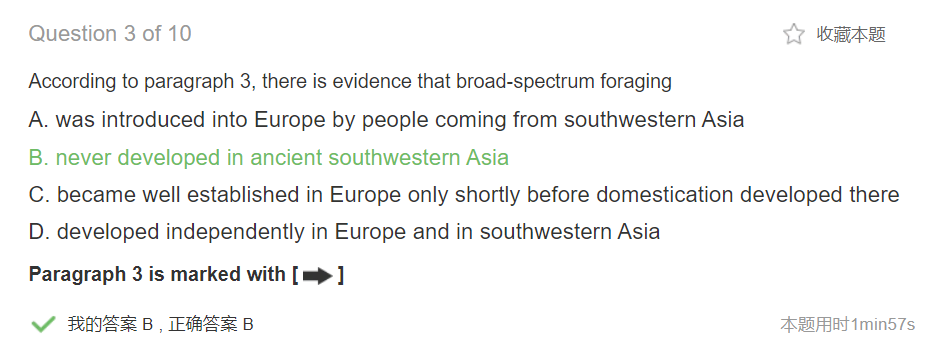 Question 3 of 10
收藏本题
According to paragraph 3, there is evidence that broad-spectrum foraging
A. was introduced into Europe by people coming from southwestern Asia
B. never developed in ancient southwestern Asia
C. became well established in Europe only shortly before domestication developed there
D. developed independently in Europe and in southwestern Asia
Paragraph 3 is marked with [➡]
我的答案 B , 正确答案 B
本题用时1min57s